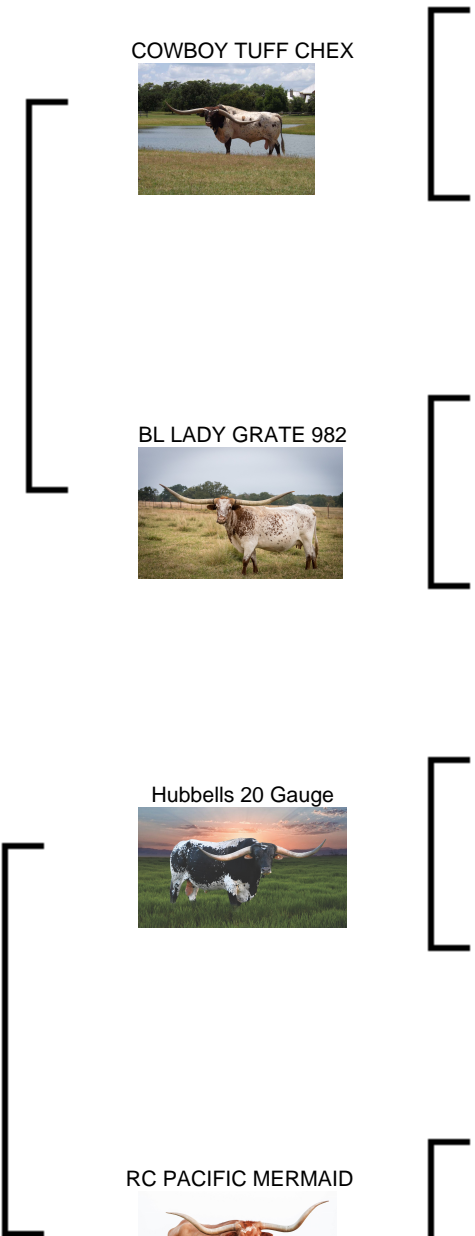 COWBOY TUFF CHEX
BL LADY GRATE 982
Hubbells 20 Gauge
RC PACIFIC MERMAID